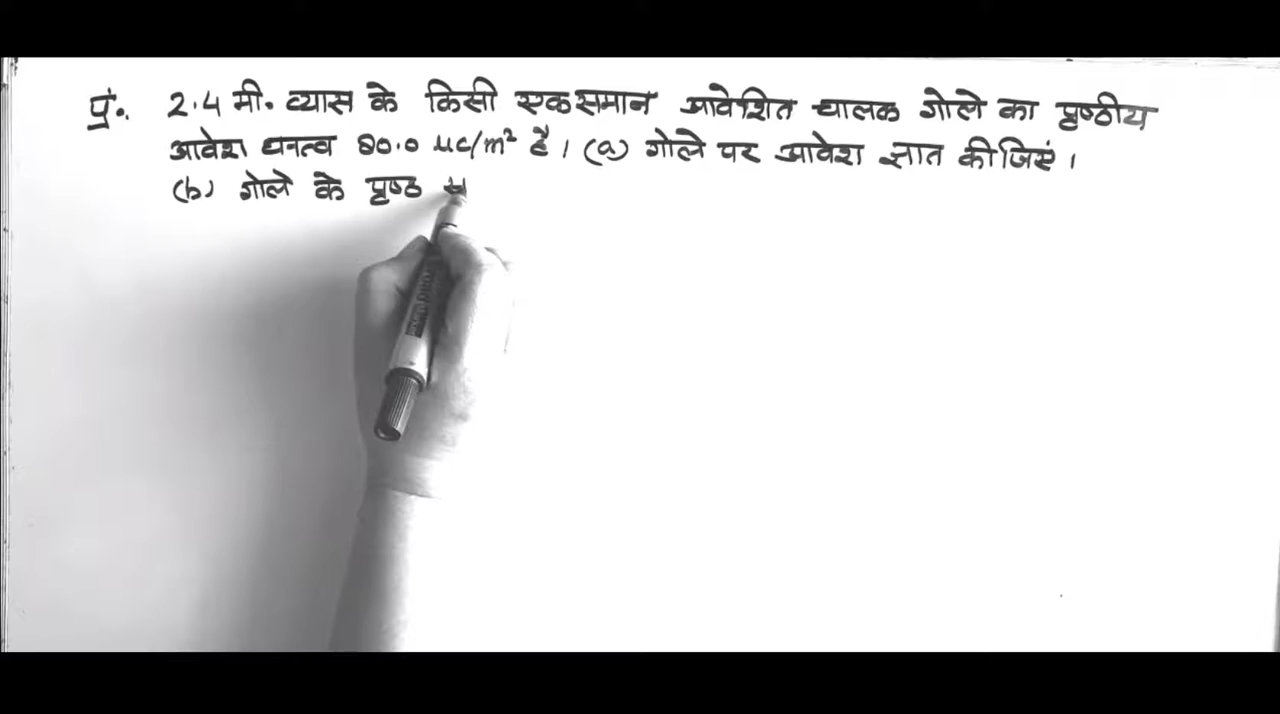 प्रं. 2.4 मी. व्यास के किसी एकसमान आवेशित चालक गोले का पृष्ठीय
आवेश घनत्व 80.0 μc/m² है। (a) गोले पर आवेश ज्ञात कीजिएं।
(b) गोले के पृष्ठ